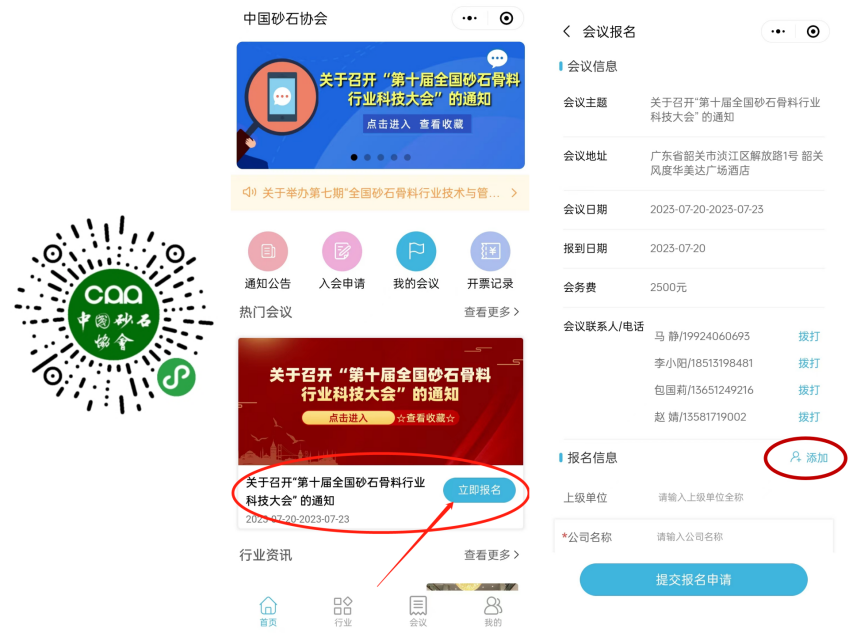 CAA
中国砂石
协会
中国砂石协会
关于召开“第十届全国砂石骨料
行业科技大会”的通知
点击进入 查看收藏
关于举办第七期"全国砂石骨料行业技术与管...
通知公告
入会申请
我的会议
开票记录
热门会议
查看更多
关于召开“第十届全国砂石骨料
行业科技大会”的通知
点击进入
☆查看收藏☆
关于召开"第十届全国砂石骨料行业
科技大会" 的通知
2023-07-20-2023-07-23
立即报名
行业资讯
查看更多
首页
行业
会议
我的
会议报名
会议信息
会议主题
关于召开"第十届全国砂石骨料行业
科技大会" 的通知
会议地址
广东省韶关市浈江区解放路1号 韶关
风度华美达广场酒店
会议日期
2023-07-20-2023-07-23
报到日期
2023-07-20
会务费
2500元
会议联系人/电话
马 静/19924060693
拨打
李小阳/18513198481
拨打
包国莉/13651249216
拨打
赵 婧/13581719002
拨打
报名信息
添加
上级单位
请输入上级单位全称
*公司名称
请输入公司名称
提交报名申请